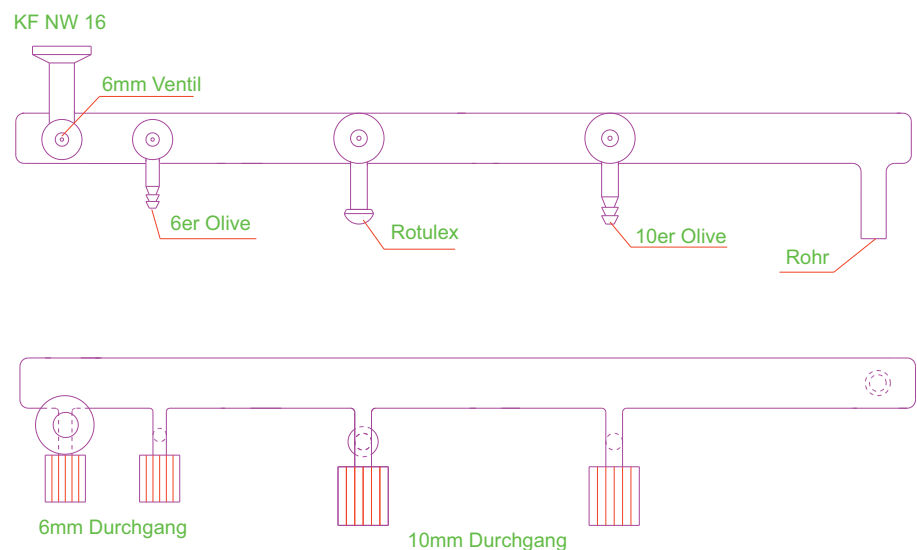 KF NW 16
6mm Ventil
6er Olive
Rotulex
10er Olive
Rohr
6mm Durchgang
10mm Durchgang